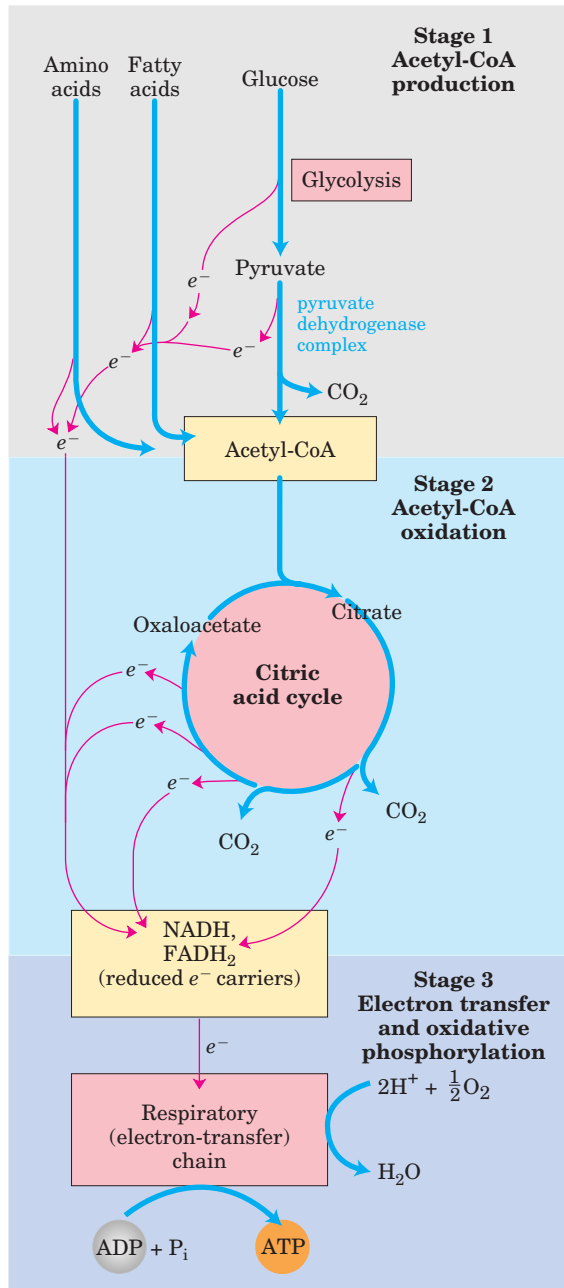 Stage 1
Acetyl-CoA
production
Amino
acids
Fatty
acids
Glucose
Glycolysis
Pyruvate
e⁻
pyruvate
dehydrogenase
complex
e⁻
e⁻
CO₂
e⁻
Acetyl-CoA
Stage 2
Acetyl-CoA
oxidation
Oxaloacetate
Citrate
Citric
acid cycle
e⁻
e⁻
e⁻
CO₂
e⁻
CO₂
NADH,
FADH₂
(reduced e⁻ carriers)
Stage 3
Electron transfer
and oxidative
phosphorylation
e⁻
2H⁺ + ½O₂
Respiratory
(electron-transfer)
chain
H₂O
ADP + Pᵢ
ATP